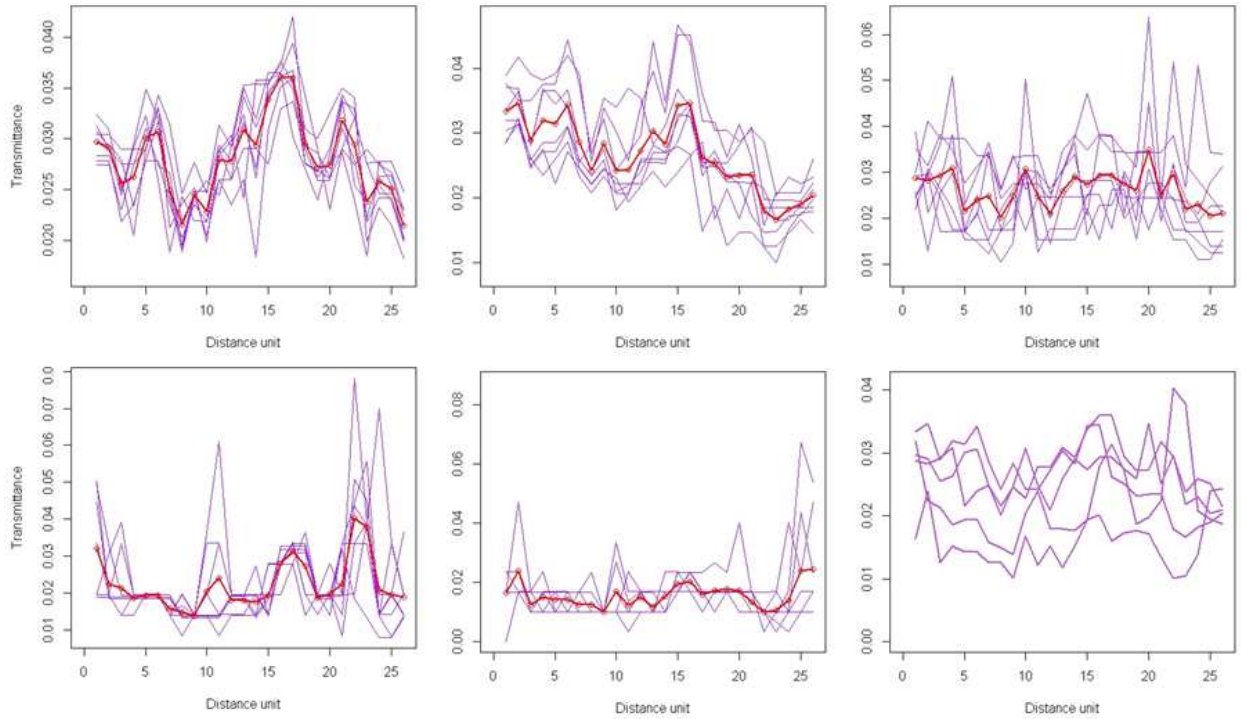 Transmittance
0.020 0.025 0.030 0.035 0.040
0 5 10 15 20 25
Distance unit
0.01 0.02 0.03 0.04
0 5 10 15 20 25
Distance unit
0.01 0.02 0.03 0.04 0.05 0.06
0 5 10 15 20 25
Distance unit
Transmittance
0.01 0.02 0.03 0.04 0.05 0.06 0.07 0.0
0 5 10 15 20 25
Distance unit
0.00 0.02 0.04 0.06 0.08
0 5 10 15 20 25
Distance unit
0.00 0.01 0.02 0.03 0.04
0 5 10 15 20 25
Distance unit